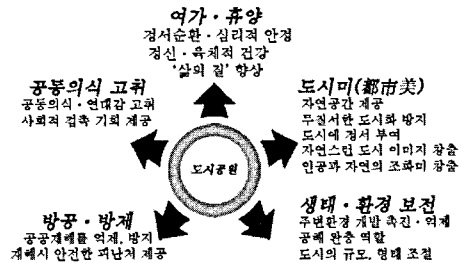 여가·휴양
정서순환·심리적 안정
정신·육체적 건강
'삶의 질' 향상
공동의식 고취
공동의식·연대감 고취
사회적 접촉 기회 제공
도시미(都市美)
자연공간 제공
무질서한 도시화 방지
도시에 정서 부여
자연스런 도시 이미지 창출
인공과 자연의 조화미 창출
도시공원
방공·방제
공공재해를 억제, 방지
재해시 안전한 피난처 제공
생태·환경 보전
주변환경 개발 촉진·억제
공해 완충 역할
도시의 규모, 형태 조절